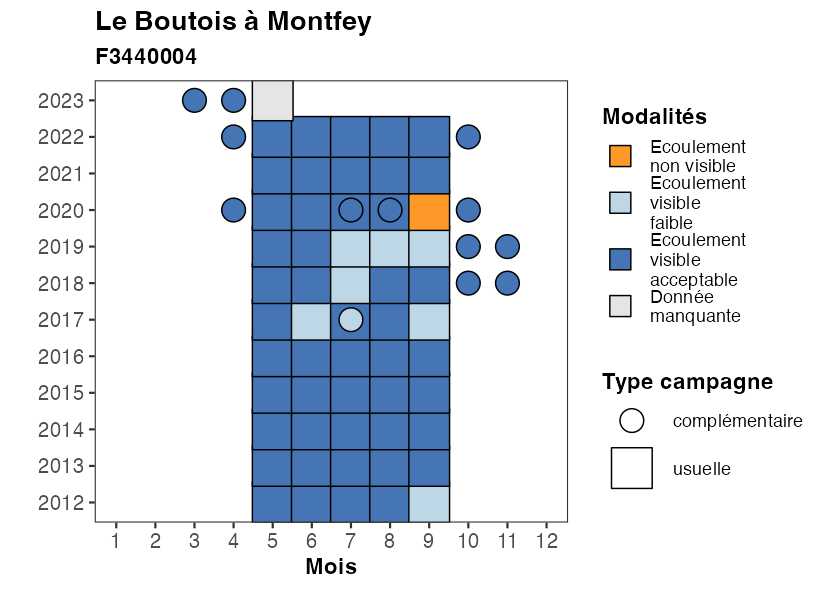 Le Boutois à Montfey
F3440004
2023
2022
2021
2020
2019
2018
2017
2016
2015
2014
2013
2012
1 2 3 4 5 6 7 8 9 10 11 12
Mois
Modalités
Ecoulement
non visible
Ecoulement
visible
faible
Ecoulement
visible
acceptable
Donnée
manquante
Type campagne
complémentaire
usuelle